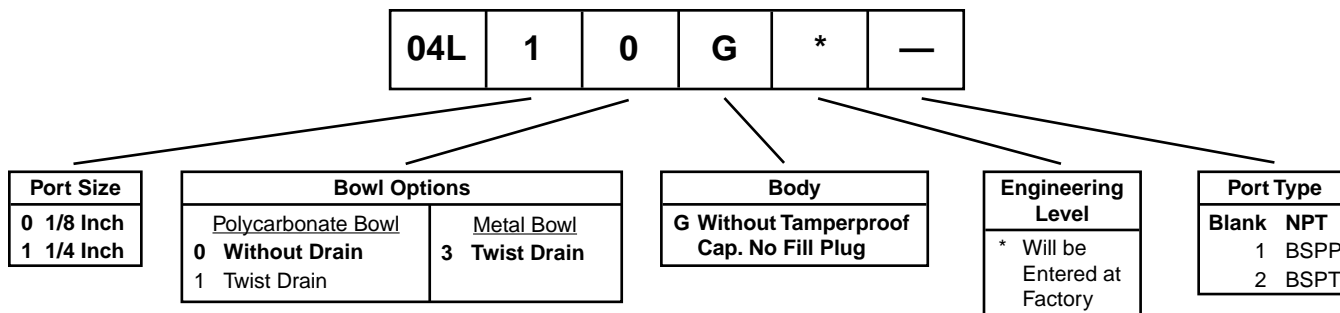 04L 1 0 G * —
Port Size
0 1/8 Inch
1 1/4 Inch
Bowl Options
Polycarbonate Bowl
0 Without Drain
1 Twist Drain
Metal Bowl
3 Twist Drain
Body
G Without Tamperproof
Cap. No Fill Plug
Engineering
Level
* Will be
Entered at
Factory
Port Type
Blank NPT
1 BSPP
2 BSPT